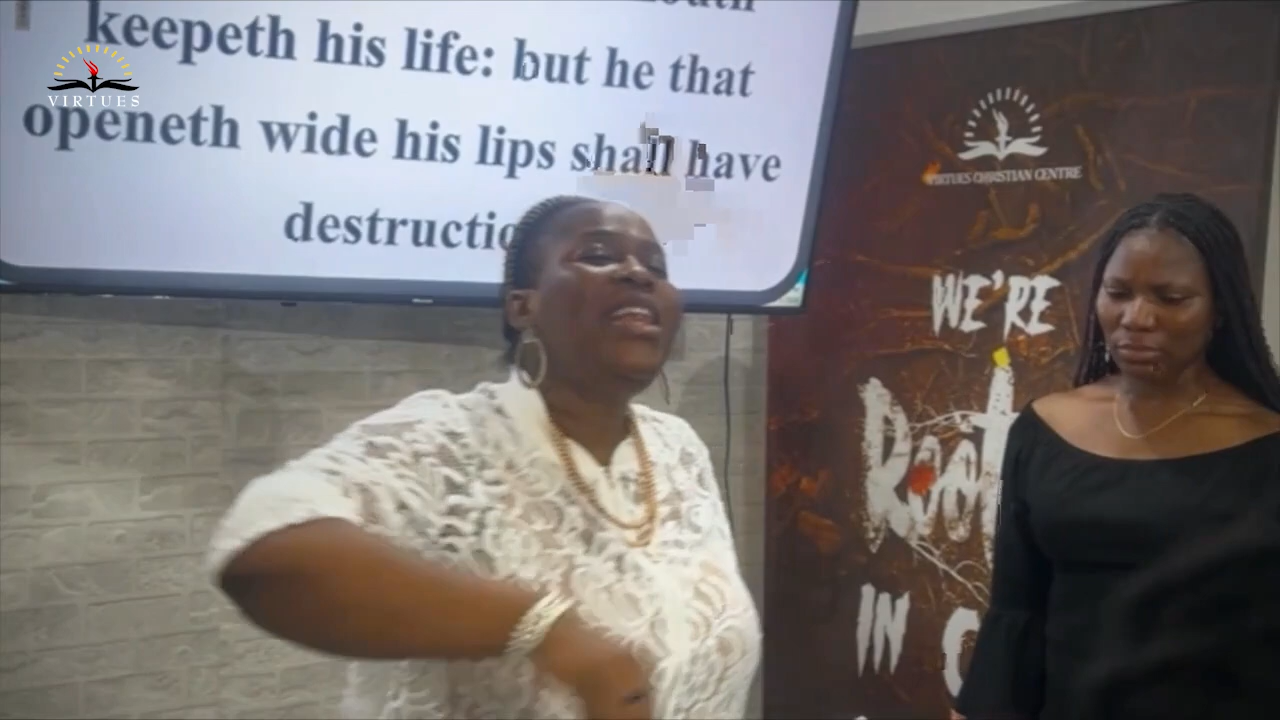 keepeth his life: but he that
openeth wide his lips shall have
VIRTUES
VIRTUES CHRISTIAN CENTRE
WE'RE
IN